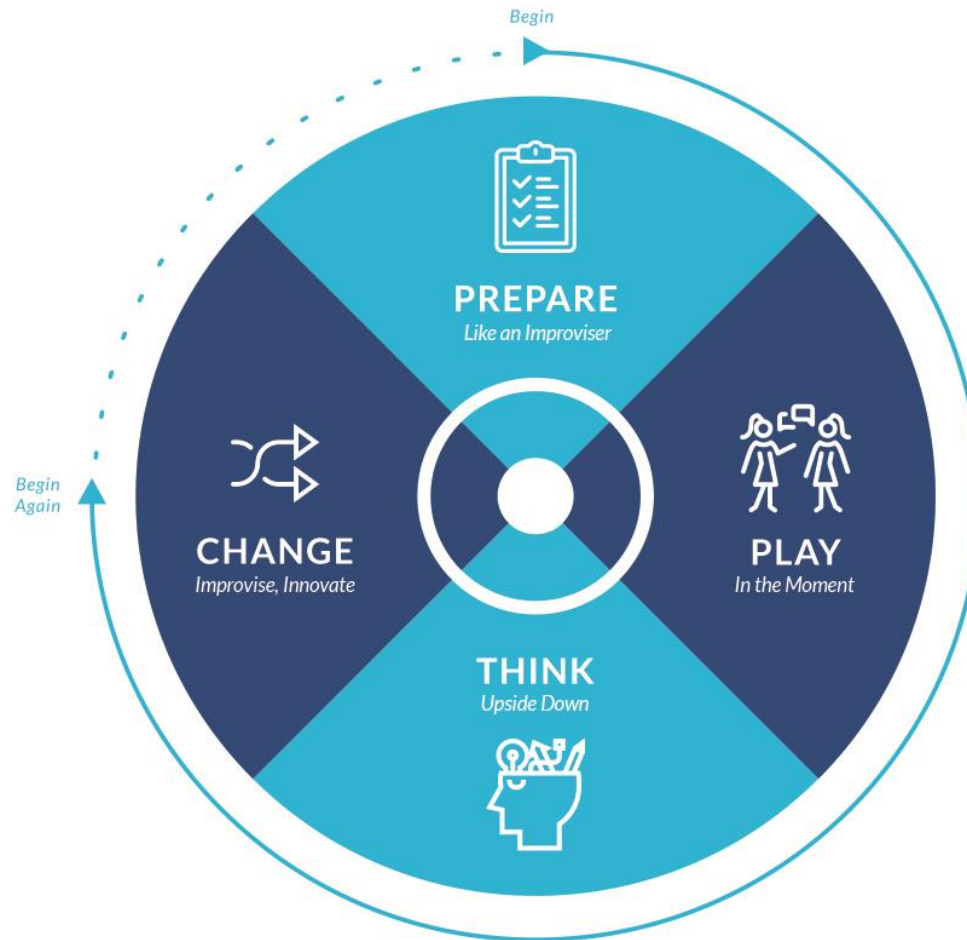 Begin
PREPARE
Like an Improviser
PLAY
In the Moment
THINK
Upside Down
CHANGE
Improvise, Innovate
Begin
Again